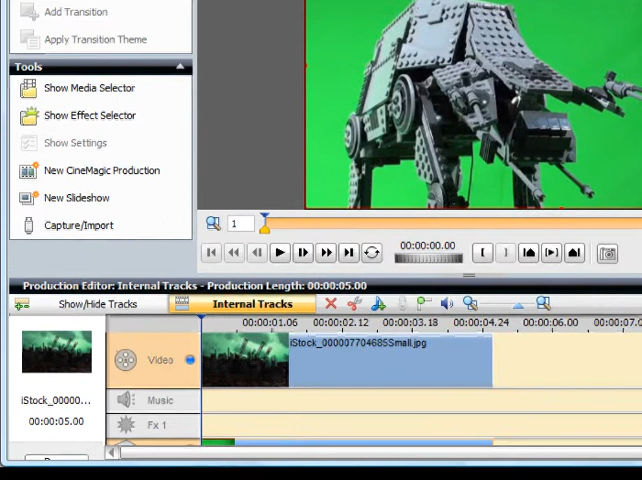 Add Transition
Apply Transition Theme
Tools
Show Media Selector
Show Effect Selector
Show Settings
New CineMagic Production
New Slideshow
Capture/Import
1
00:00:00.00
Production Editor: Internal Tracks - Production Length: 00:00:05.00
Show/Hide Tracks
Internal Tracks
00:00:01.06 00:00:02.12 00:00:03.18 00:00:04.24 00:00:06.00 00:00:07.0
Video
iStock_000007704685Small.jpg
iStock_00000...
Music
00:00:05.00
Fx 1